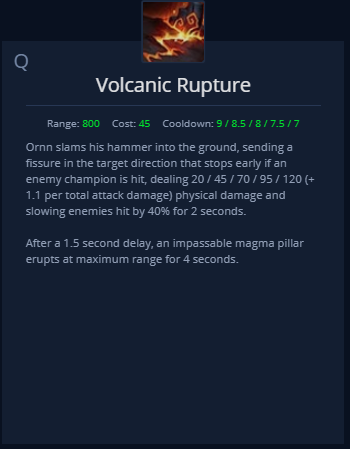 Q
Volcanic Rupture
Range: 800 Cost: 45 Cooldown: 9 / 8.5 / 8 / 7.5 / 7
Ornn slams his hammer into the ground, sending a
fissure in the target direction that stops early if an
enemy champion is hit, dealing 20 / 45 / 70 / 95 / 120 (+
1.1 per total attack damage) physical damage and
slowing enemies hit by 40% for 2 seconds.
After a 1.5 second delay, an impassable magma pillar
erupts at maximum range for 4 seconds.